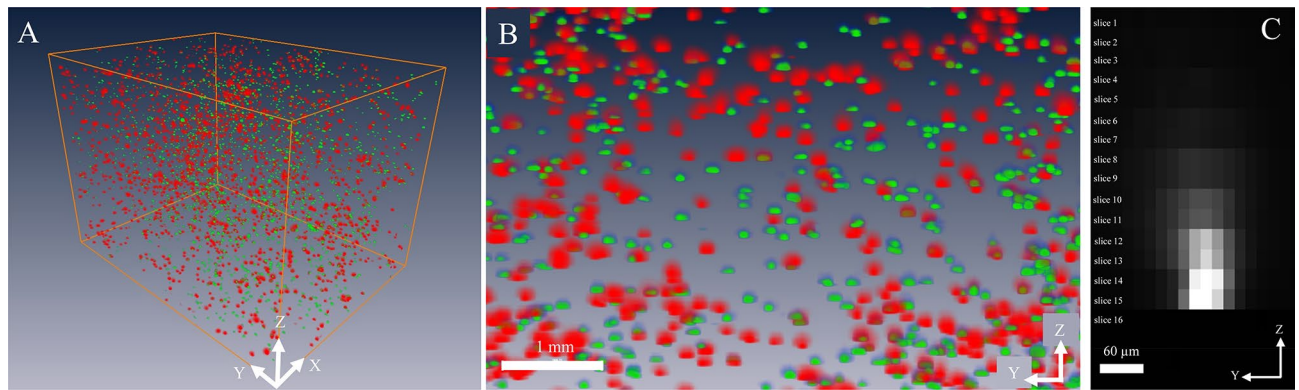 A
Z
Y
X
B
1 mm
Z
Y
C
slice 1
slice 2
slice 3
slice 4
slice 5
slice 6
slice 7
slice 8
slice 9
slice 10
slice 11
slice 12
slice 13
slice 14
slice 15
slice 16
60 µm
Z
Y